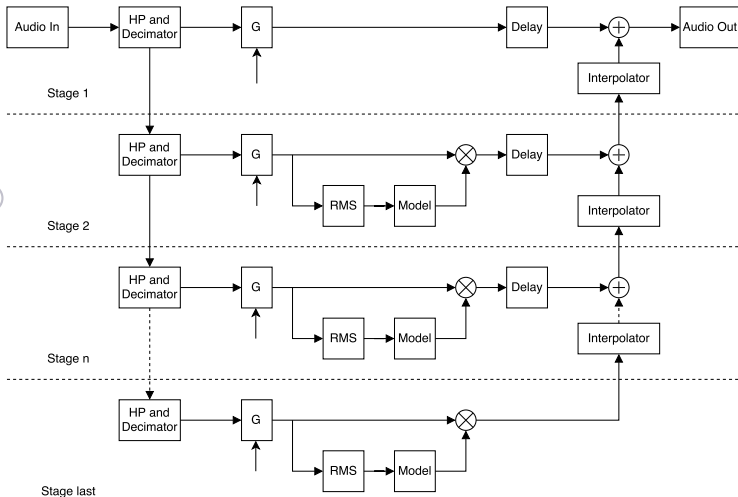 Audio In
HP and
Decimator
G
Delay
Audio Out
Interpolator
Stage 1
HP and
Decimator
G
Delay
RMS
Model
Interpolator
Stage 2
HP and
Decimator
G
Delay
RMS
Model
Interpolator
Stage n
HP and
Decimator
G
RMS
Model
Stage last